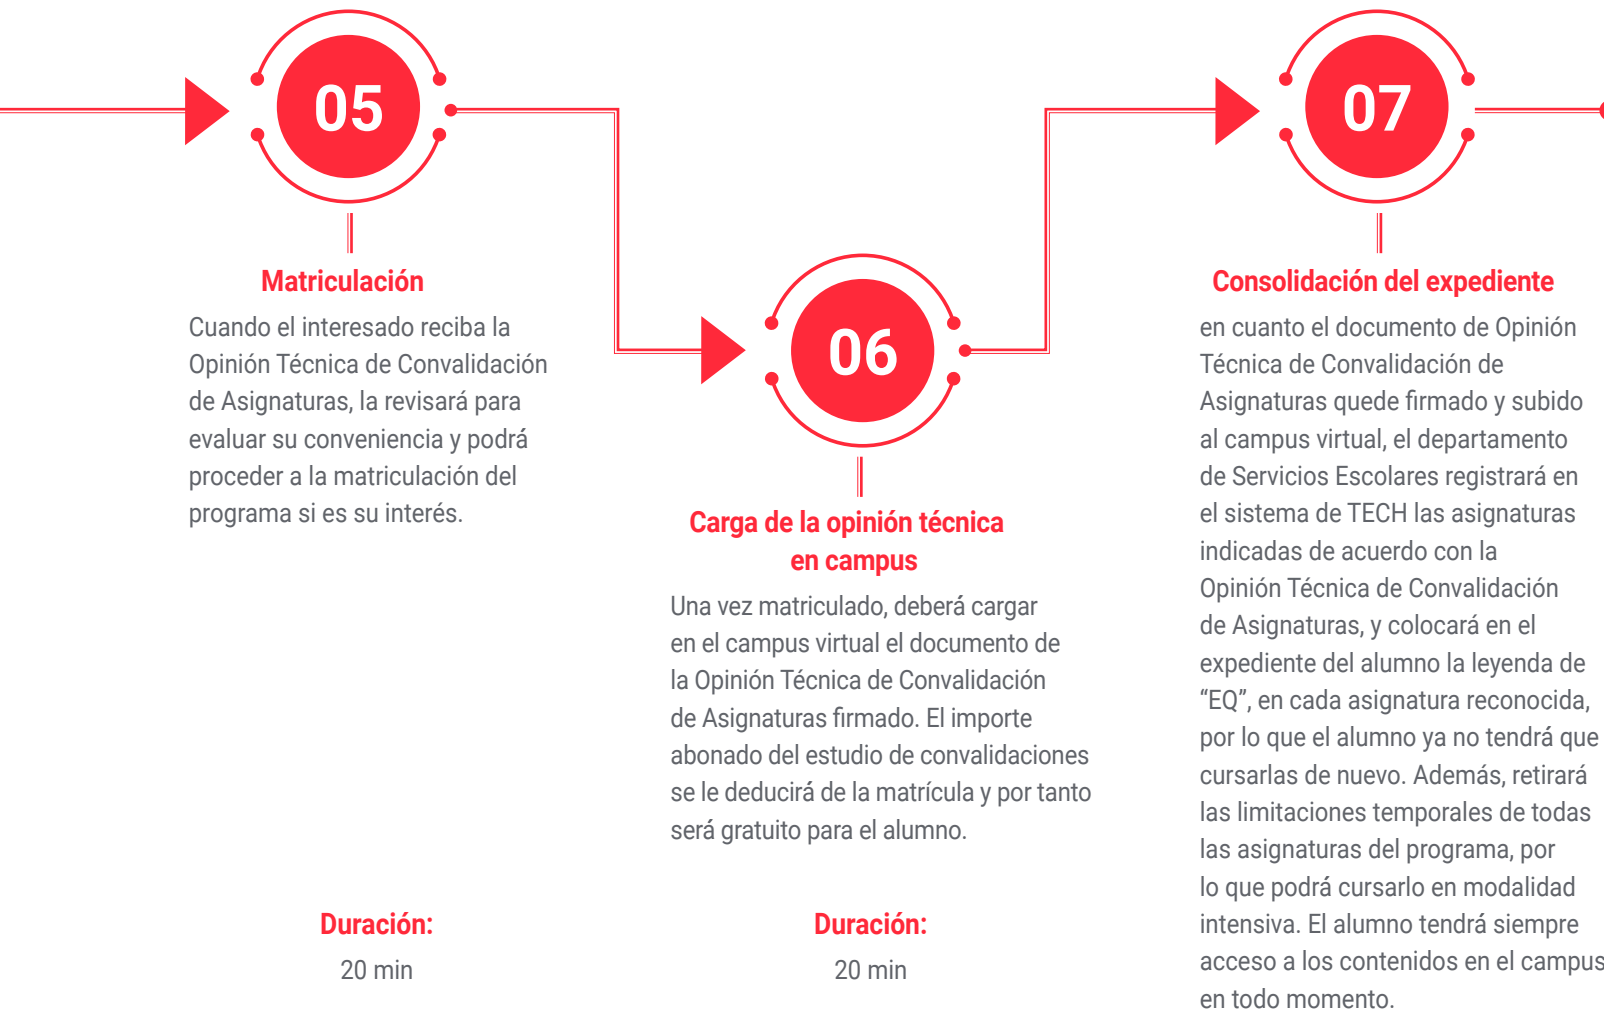 05
Matriculación
Cuando el interesado reciba la
Opinión Técnica de Convalidación
de Asignaturas, la revisará para
evaluar su conveniencia y podrá
proceder a la matriculación del
programa si es su interés.
Duración:
20 min
06
Carga de la opinión técnica
en campus
Una vez matriculado, deberá cargar
en el campus virtual el documento de
la Opinión Técnica de Convalidación
de Asignaturas firmado. El importe
abonado del estudio de convalidaciones
se le deducirá de la matrícula y por tanto
será gratuito para el alumno.
Duración:
20 min
07
Consolidación del expediente
en cuanto el documento de Opinión
Técnica de Convalidación de
Asignaturas quede firmado y subido
al campus virtual, el departamento
de Servicios Escolares registrará en
el sistema de TECH las asignaturas
indicadas de acuerdo con la
Opinión Técnica de Convalidación
de Asignaturas, y colocará en el
expediente del alumno la leyenda de
“EQ”, en cada asignatura reconocida,
por lo que el alumno ya no tendrá que
cursarlas de nuevo. Además, retirará
las limitaciones temporales de todas
las asignaturas del programa, por
lo que podrá cursarlo en modalidad
intensiva. El alumno tendrá siempre
acceso a los contenidos en el campus
en todo momento.